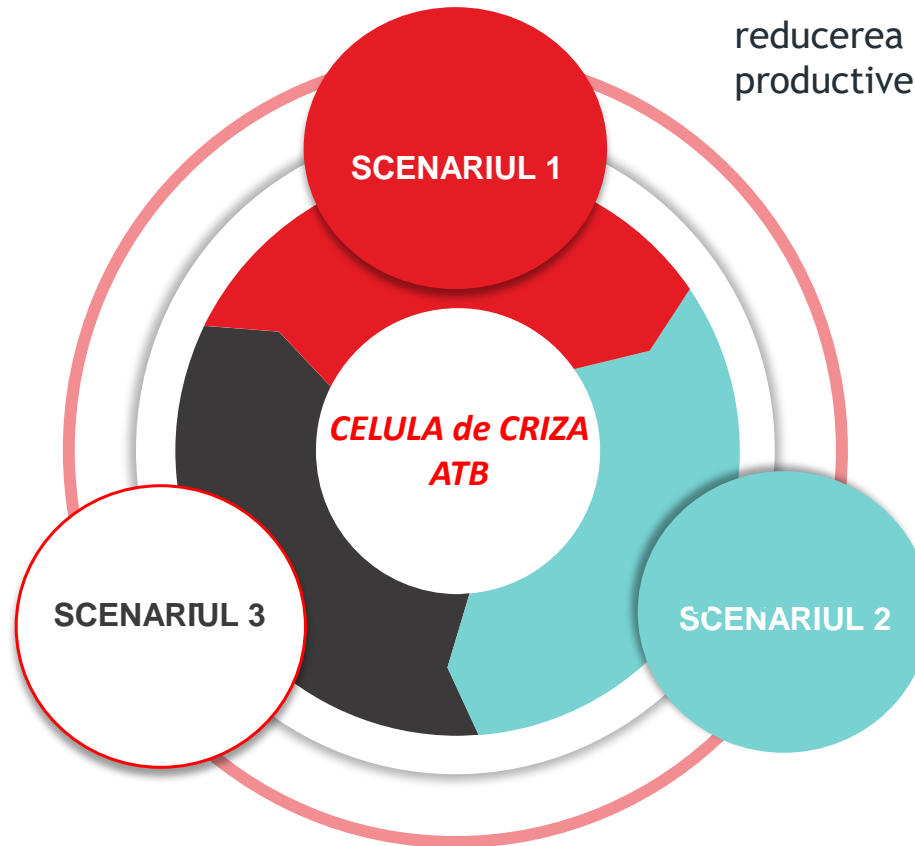 reducerea
productive
SCENARIUL 1
CELULA de CRIZA
ATB
SCENARIUL 3
SCENARIUL 2